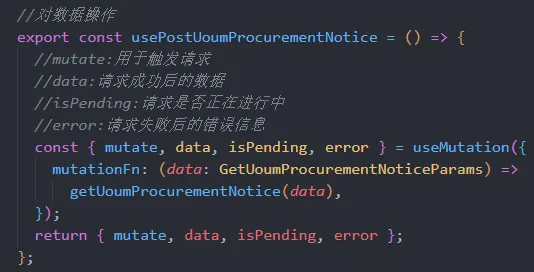 //对数据操作
export const usePostUoumProcurementNotice = () => {
//mutate:用于触发请求
//data:请求成功后的数据
//isPending:请求是否正在进行中
//error:请求失败后的错误信息
const { mutate, data, isPending, error } = useMutation({
mutationFn: (data: GetUoumProcurementNoticeParams) =>
getUoumProcurementNotice(data),
});
return { mutate, data, isPending, error };
};